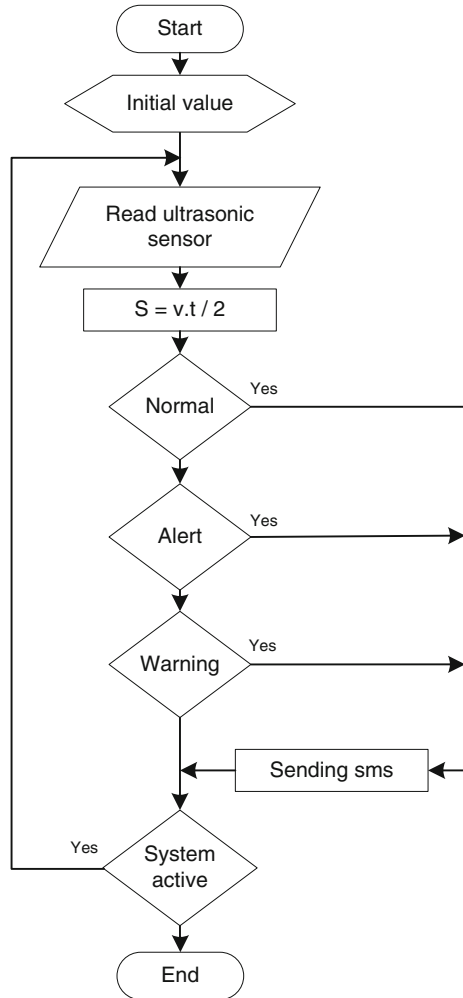 Start
Initial value
Read ultrasonic
sensor
S = v.t / 2
Normal
Yes
Alert
Yes
Warning
Yes
Sending sms
Yes
System
active
End